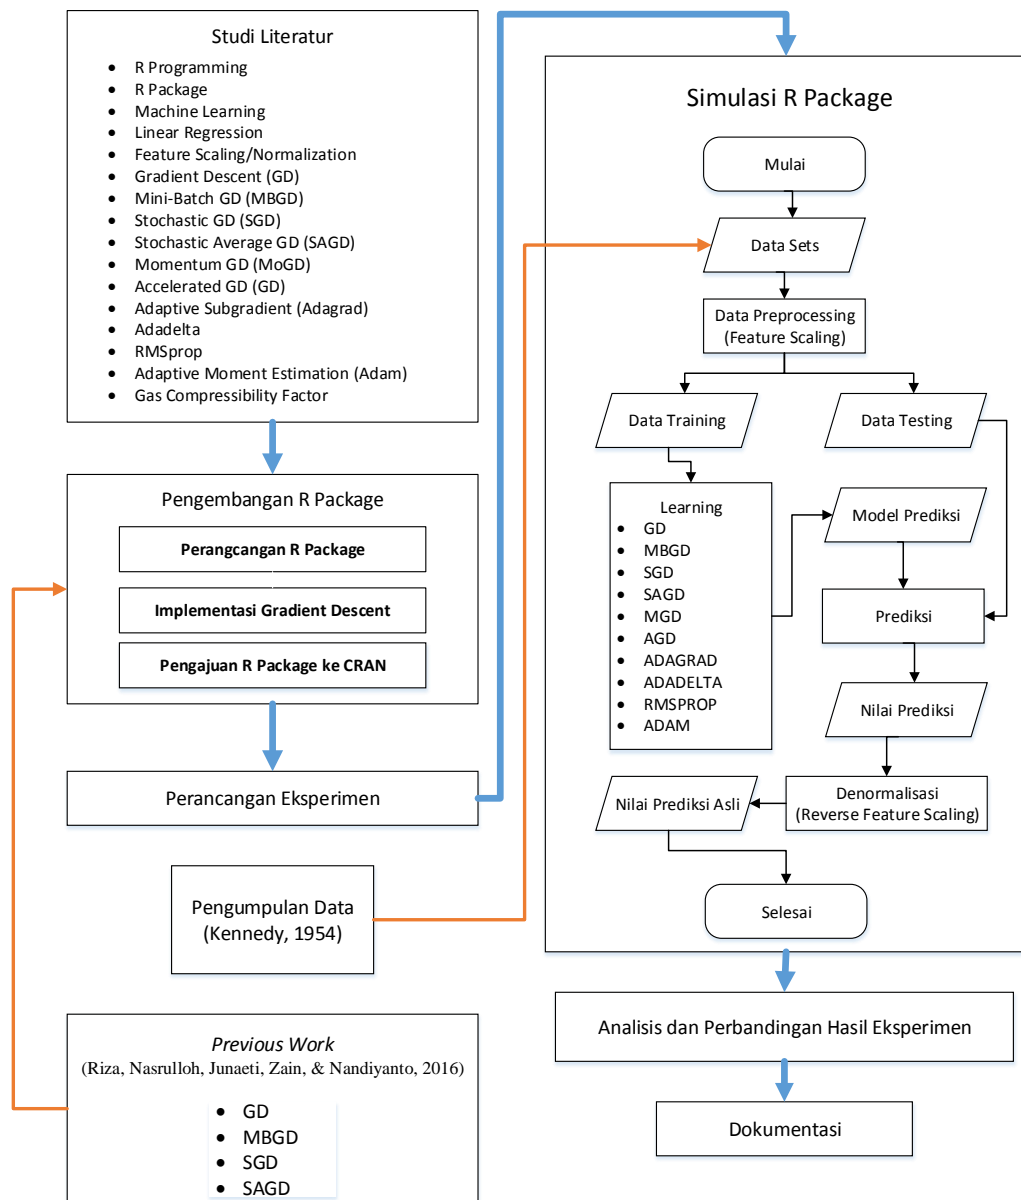 Studi Literatur
• R Programming
• R Package
• Machine Learning
• Linear Regression
• Feature Scaling/Normalization
• Gradient Descent (GD)
• Mini-Batch GD (MBGD)
• Stochastic GD (SGD)
• Stochastic Average GD (SAGD)
• Momentum GD (MoGD)
• Accelerated GD (GD)
• Adaptive Subgradient (Adagrad)
• Adadelta
• RMSprop
• Adaptive Moment Estimation (Adam)
• Gas Compressibility Factor
Pengembangan R Package
Perangcangan R Package
Implementasi Gradient Descent
Pengajuan R Package ke CRAN
Perancangan Eksperimen
Pengumpulan Data
(Kennedy, 1954)
Previous Work
(Riza, Nasrulloh, Junaeti, Zain, & Nandiyanto, 2016)
• GD
• MBGD
• SGD
• SAGD
Simulasi R Package
Mulai
Data Sets
Data Preprocessing
(Feature Scaling)
Data Training
Data Testing
Learning
• GD
• MBGD
• SGD
• SAGD
• MGD
• AGD
• ADAGRAD
• ADADELTA
• RMSPROP
• ADAM
Model Prediksi
Prediksi
Nilai Prediksi
Denormalisasi
(Reverse Feature Scaling)
Nilai Prediksi Asli
Selesai
Analisis dan Perbandingan Hasil Eksperimen
Dokumentasi